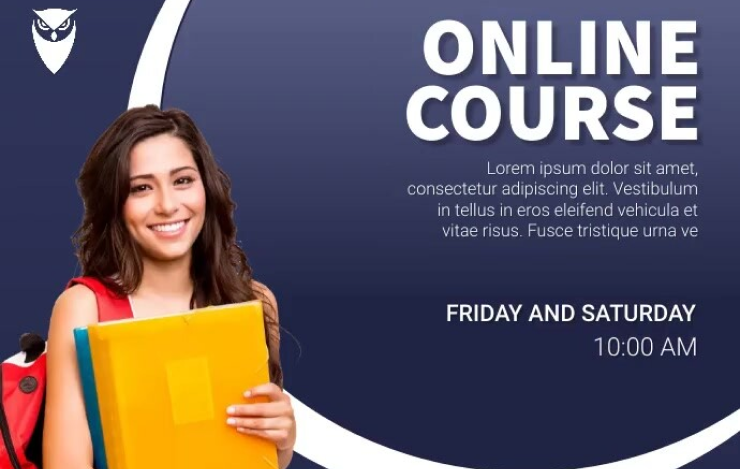 ONLINE
COURSE
Lorem ipsum dolor sit amet,
consectetur adipiscing elit. Vestibulum
in tellus in eros eleifend vehicula et
vitae risus. Fusce tristique urna ve
FRIDAY AND SATURDAY
10:00 AM